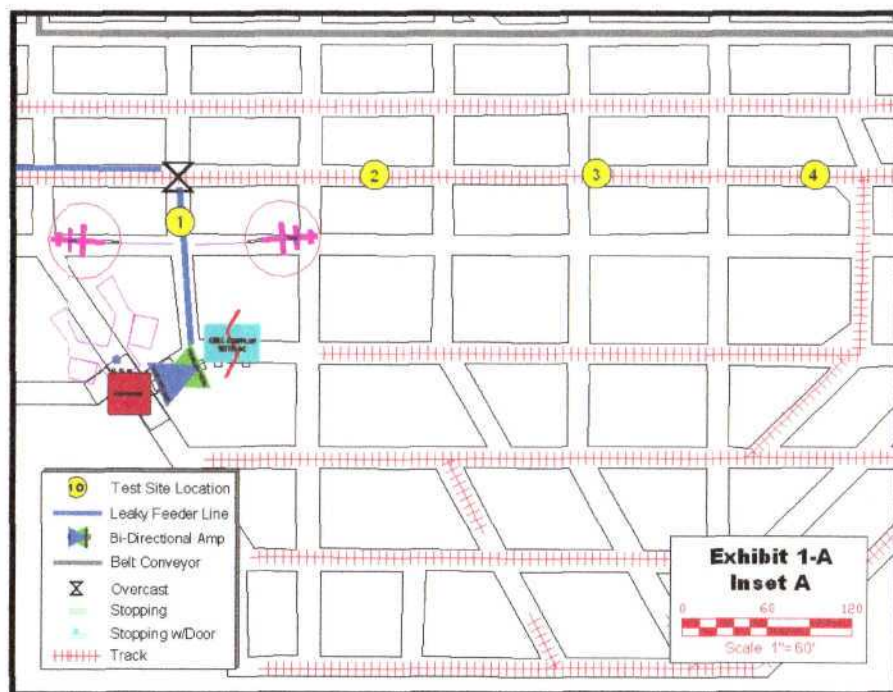 2
3
4
1
10 Test Site Location
Leaky Feeder Line
Bi-Directional Amp
Belt Conveyor
Overcast
Stopping
Stopping w/Door
Track
Exhibit 1-A
Inset A
0 60 120
Scale 1"=60'